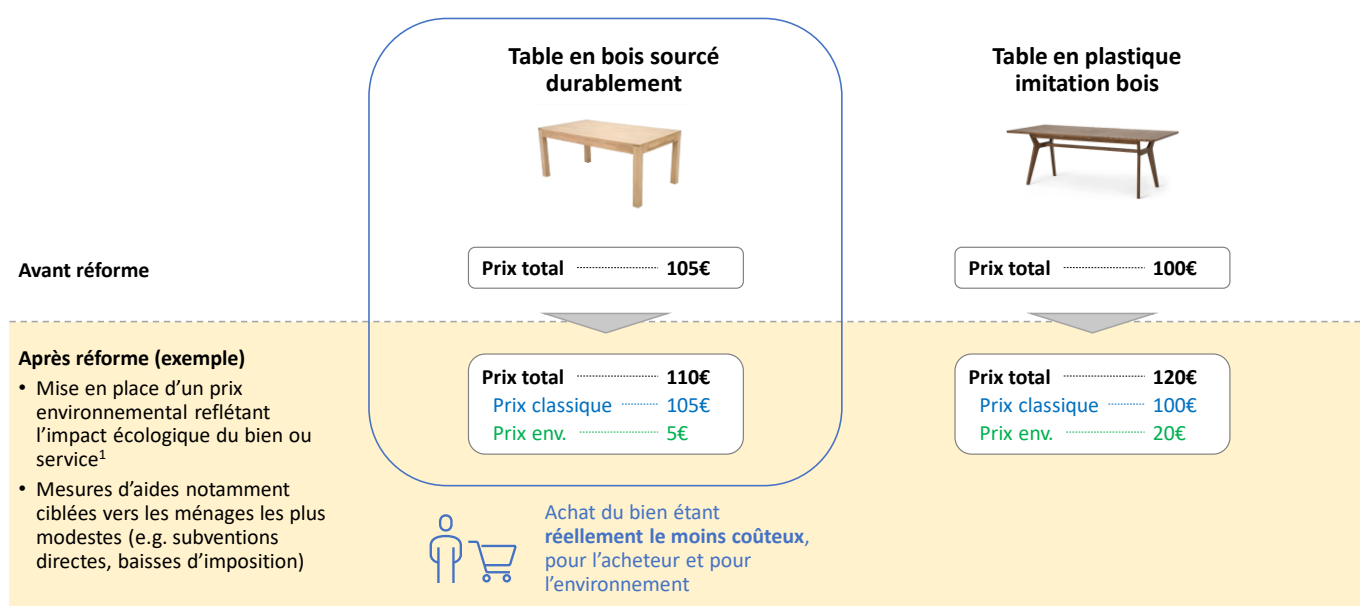 Table en bois sourcé
durablement
Table en plastique
imitation bois
Avant réforme
Prix total 105€
Prix total 100€
Après réforme (exemple)
• Mise en place d’un prix
environnemental reflétant
l’impact écologique du bien ou
service¹
• Mesures d’aides notamment
ciblées vers les ménages les plus
modestes (e.g. subventions
directes, baisses d’imposition)
Prix total 110€
Prix classique 105€
Prix env. 5€
Prix total 120€
Prix classique 100€
Prix env. 20€
Achat du bien étant
réellement le moins coûteux,
pour l’acheteur et pour
l’environnement